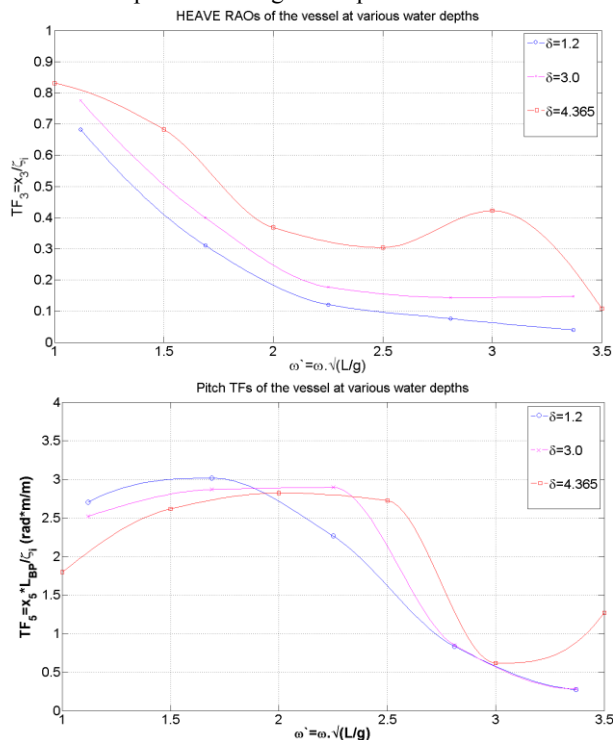 HEAVE RAOs of the vessel at various water depths
δ=1.2
δ=3.0
δ=4.365
1
0.9
0.8
0.7
0.6
0.5
0.4
0.3
0.2
0.1
0
TF3=x3/ζi
1 1.5 2 2.5 3 3.5
ω`=ω.√(L/g)
Pitch TFs of the vessel at various water depths
δ=1.2
δ=3.0
δ=4.365
4
3.5
3
2.5
2
1.5
1
0.5
0
TF5=x5*LBP/ζi (rad*m/m)
1 1.5 2 2.5 3 3.5
ω`=ω.√(L/g)